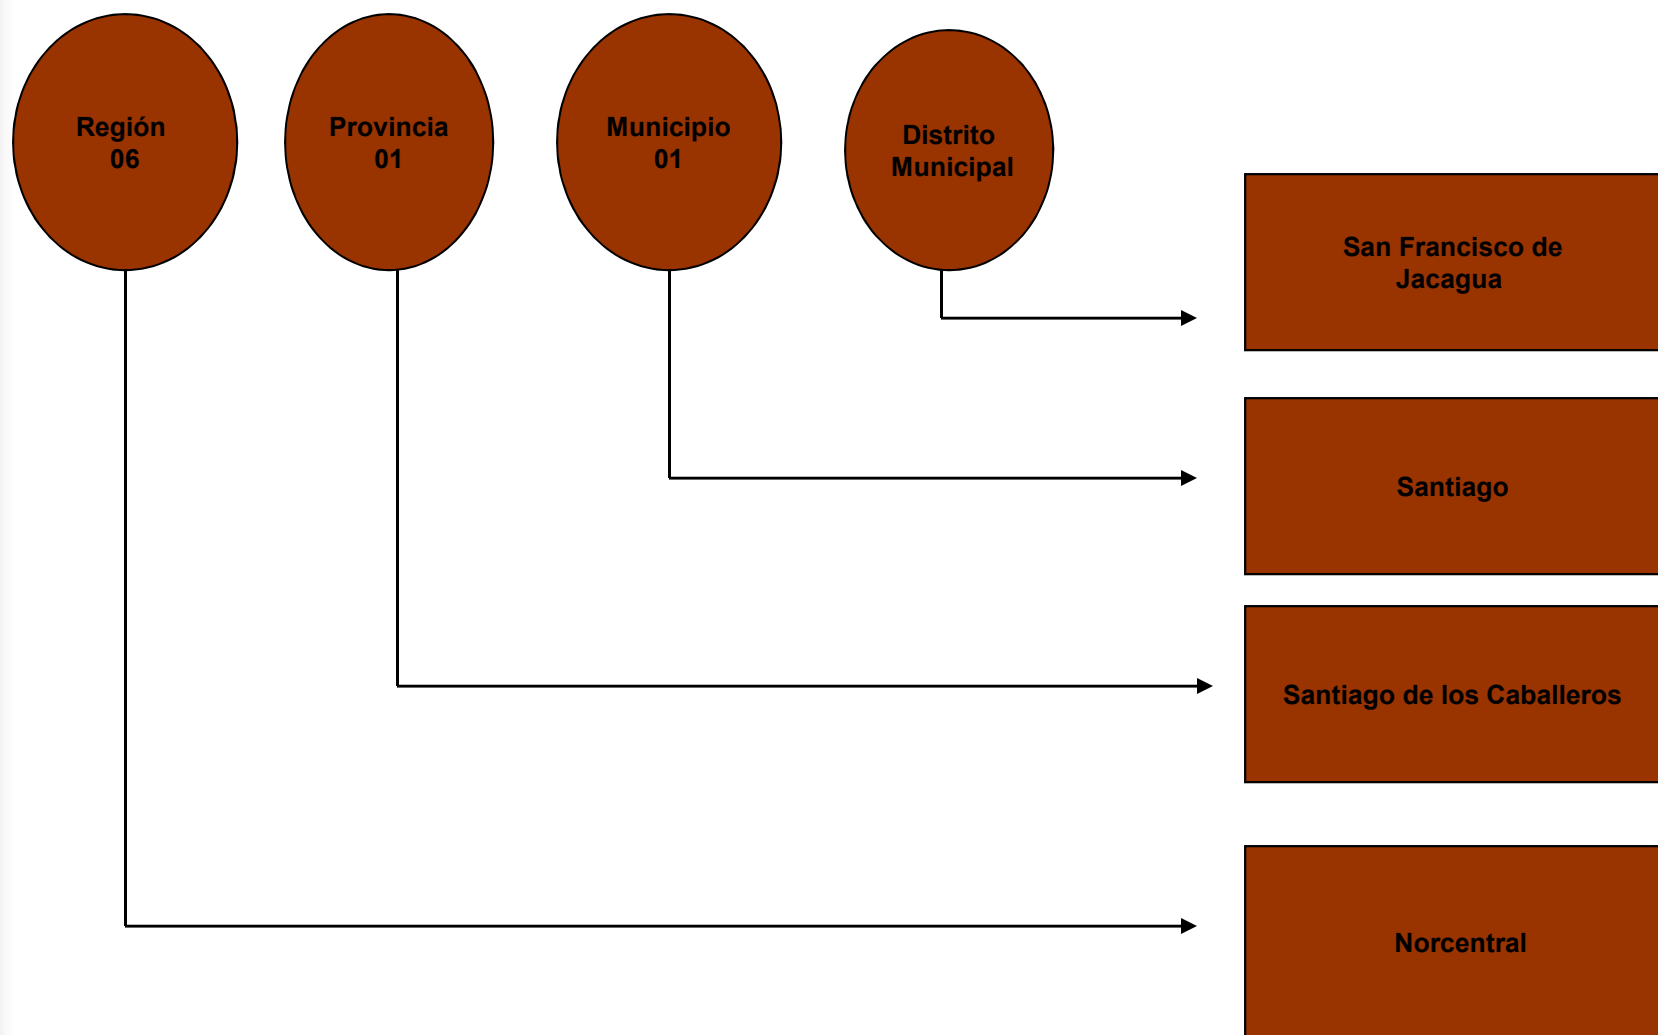 Región
06
Provincia
01
Municipio
01
Distrito
Municipal
San Francisco de
Jacagua
Santiago
Santiago de los Caballeros
Norcentral